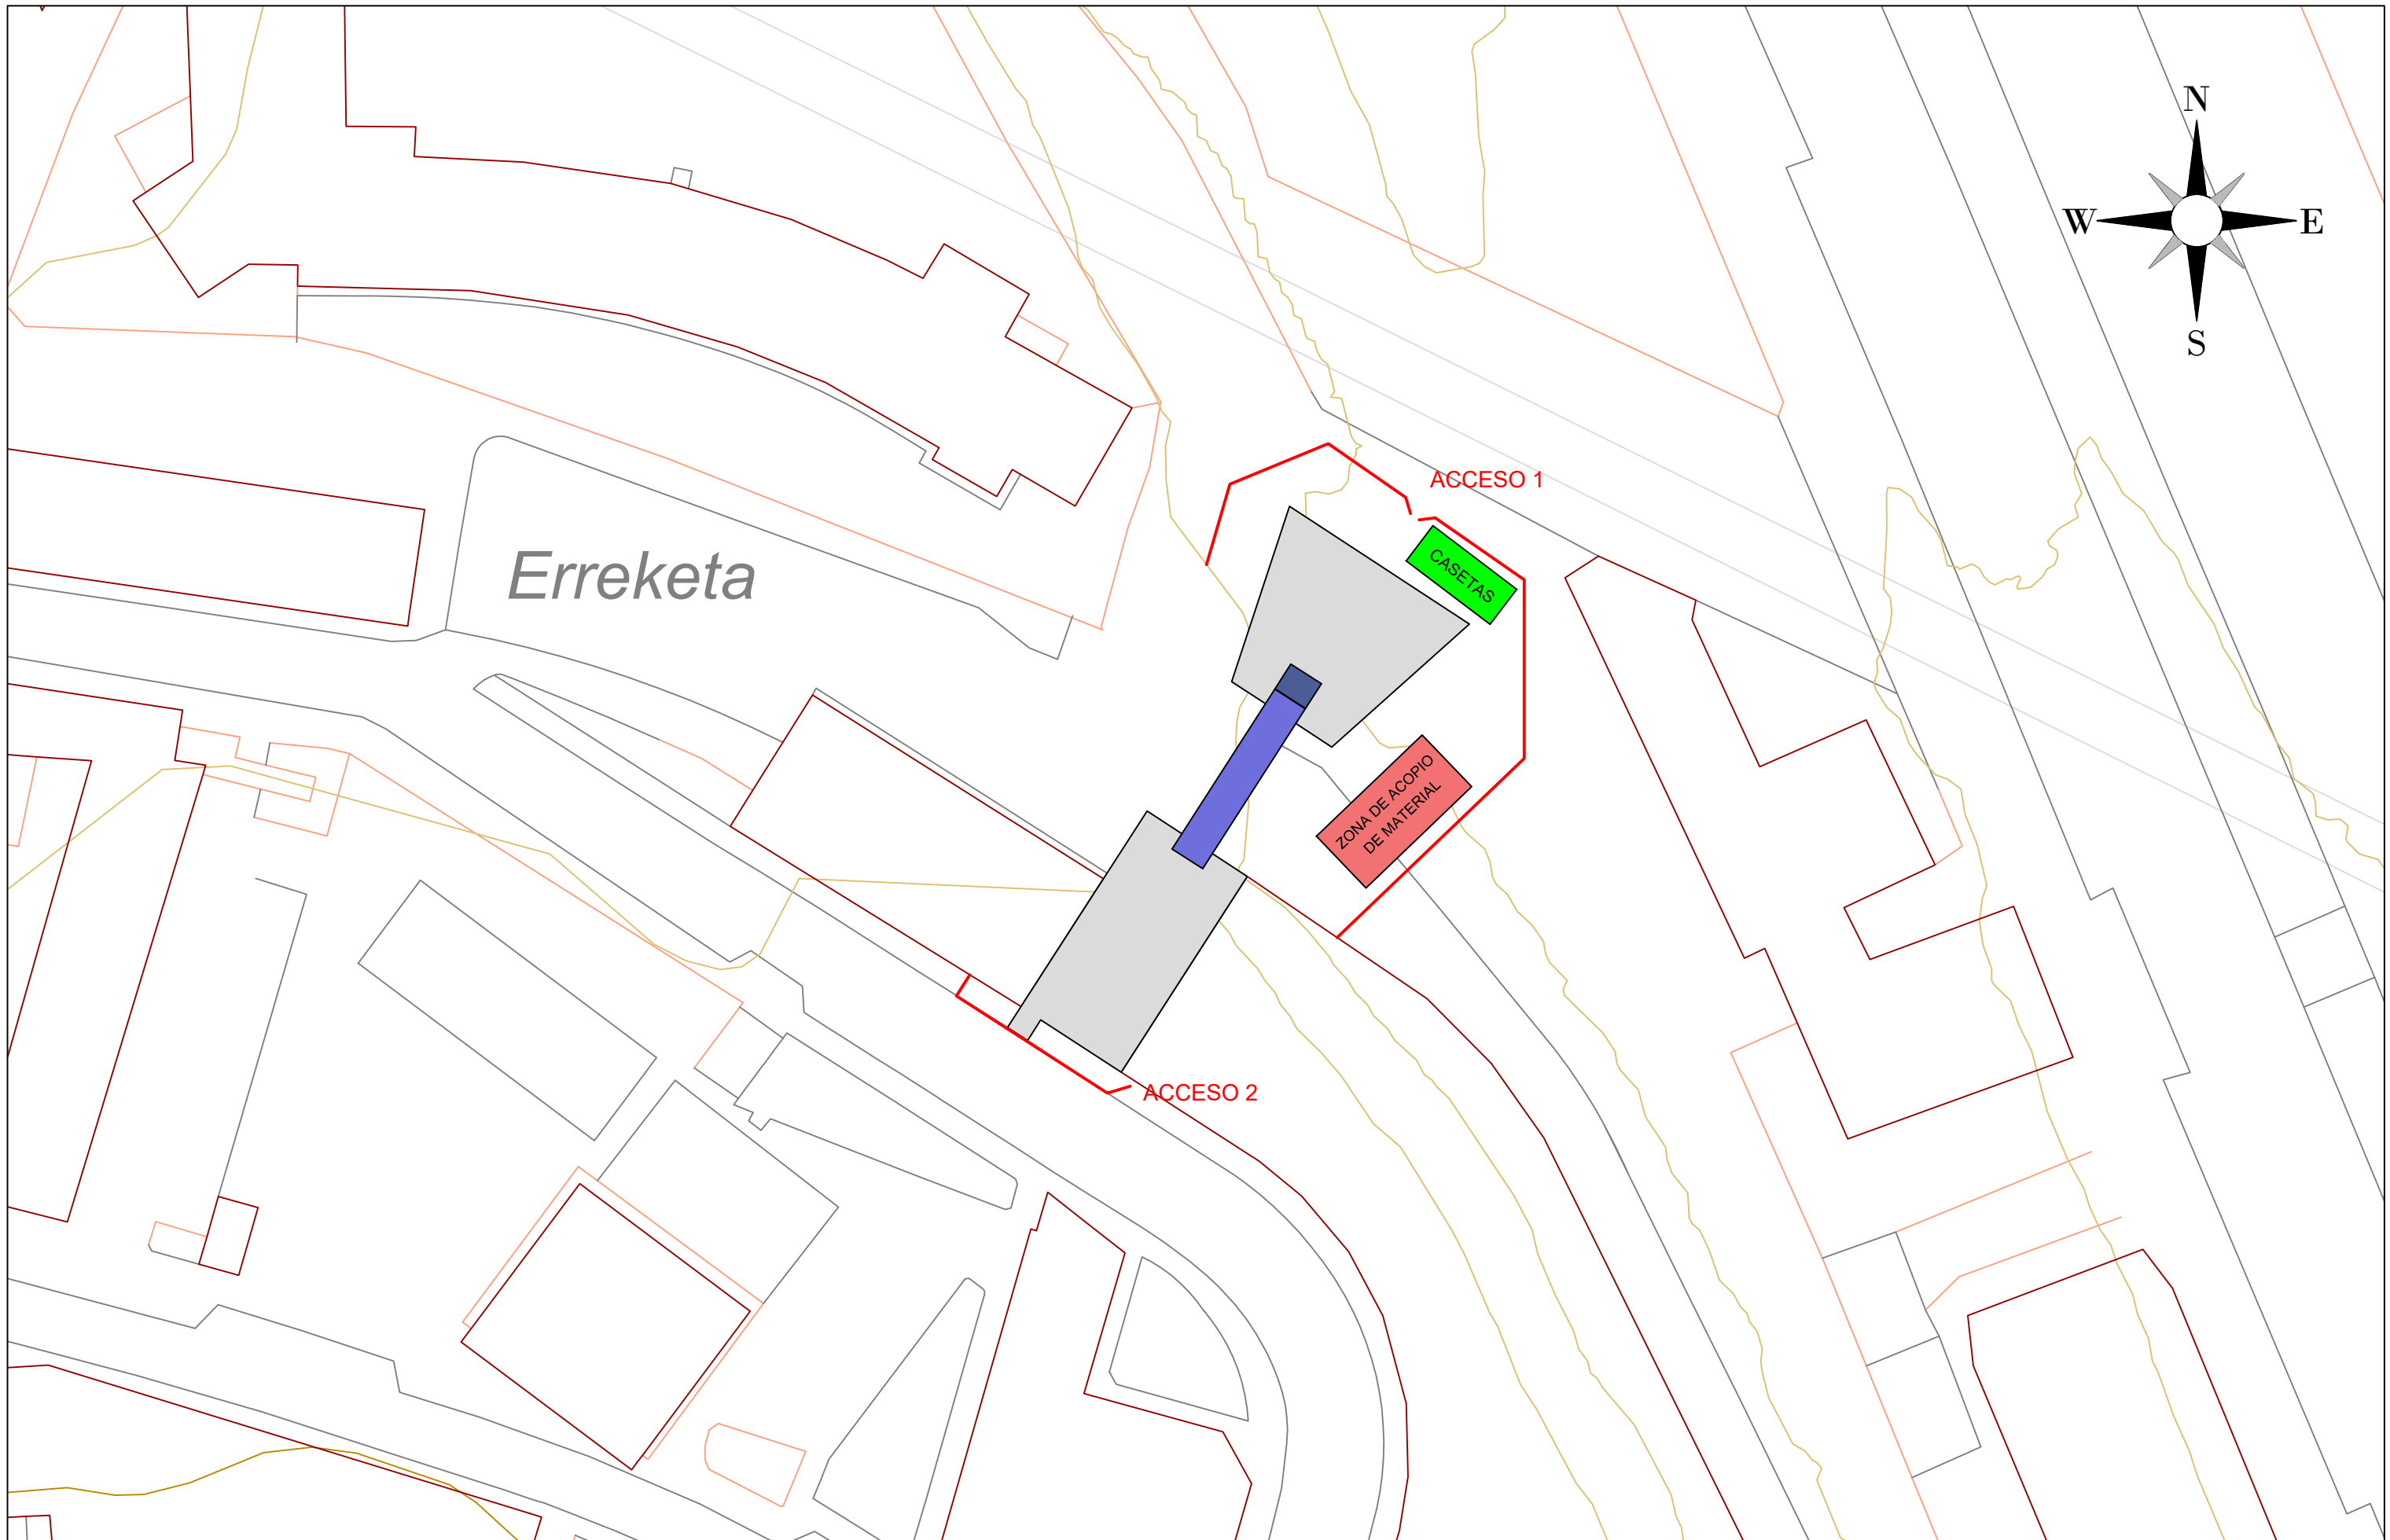 N
W
E
S
ACCESO 1
CASETAS
Erreketa
ZONA DE ACOPIO
DE MATERIAL
ACCESO 2